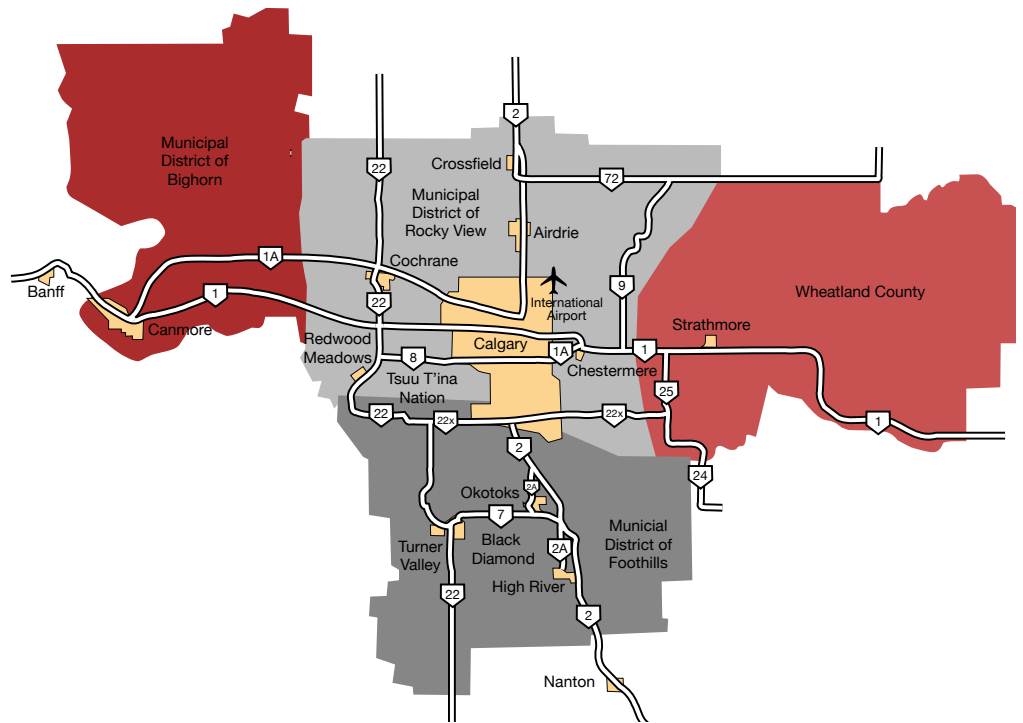 2
Municipal
District of
Bighorn
Crossfield
22
72
Municipal
District of
Rocky View
Airdrie
1A
Cochrane
Banff
1
22
International
Airport
9
Wheatland County
Canmore
Redwood
Meadows
8
Calgary
1A
Chestermere
1
Strathmore
Tsuu T'ina
Nation
25
22
22x
22x
1
2
24
2A
Okotoks
7
Turner
Valley
Black
Diamond
2A
Municial
District of
Foothills
High River
22
2
Nanton